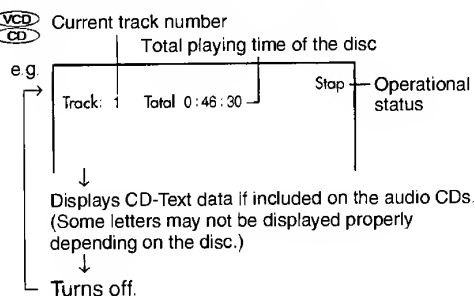 VCD Current track number
CD
Total playing time of the disc
e.g.
Track: 1 Total 0:46:30 Stop Operational
status
Displays CD-Text data if included on the audio CDs.
(Some letters may not be displayed properly
depending on the disc.)
Turns off.